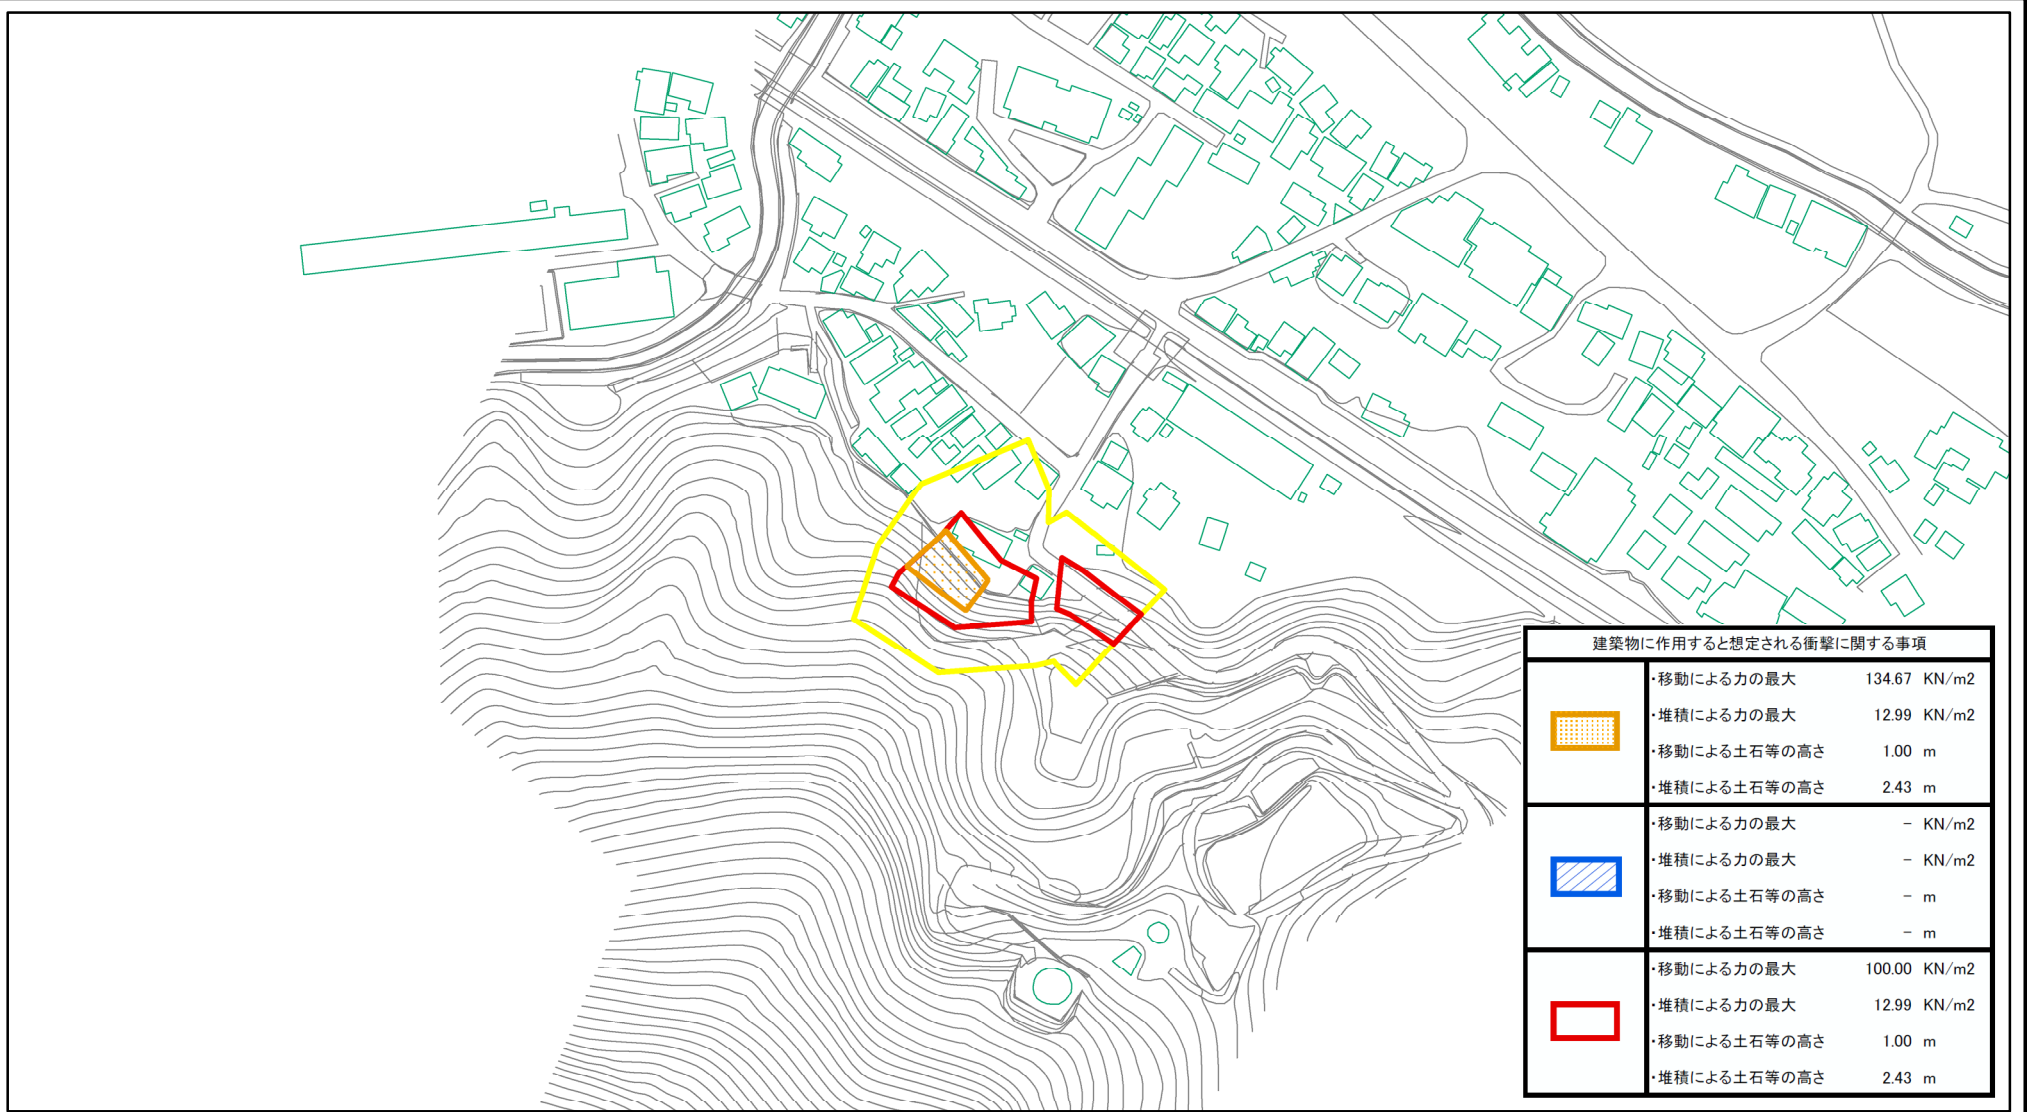 建築物に作用すると想定される衝撃に関する事項
・移動による力の最大 134.67 KN/m2
・堆積による力の最大 12.99 KN/m2
・移動による土石等の高さ 1.00 m
・堆積による土石等の高さ 2.43 m
・移動による力の最大 － KN/m2
・堆積による力の最大 － KN/m2
・移動による土石等の高さ － m
・堆積による土石等の高さ － m
・移動による力の最大 100.00 KN/m2
・堆積による力の最大 12.99 KN/m2
・移動による土石等の高さ 1.00 m
・堆積による土石等の高さ 2.43 m